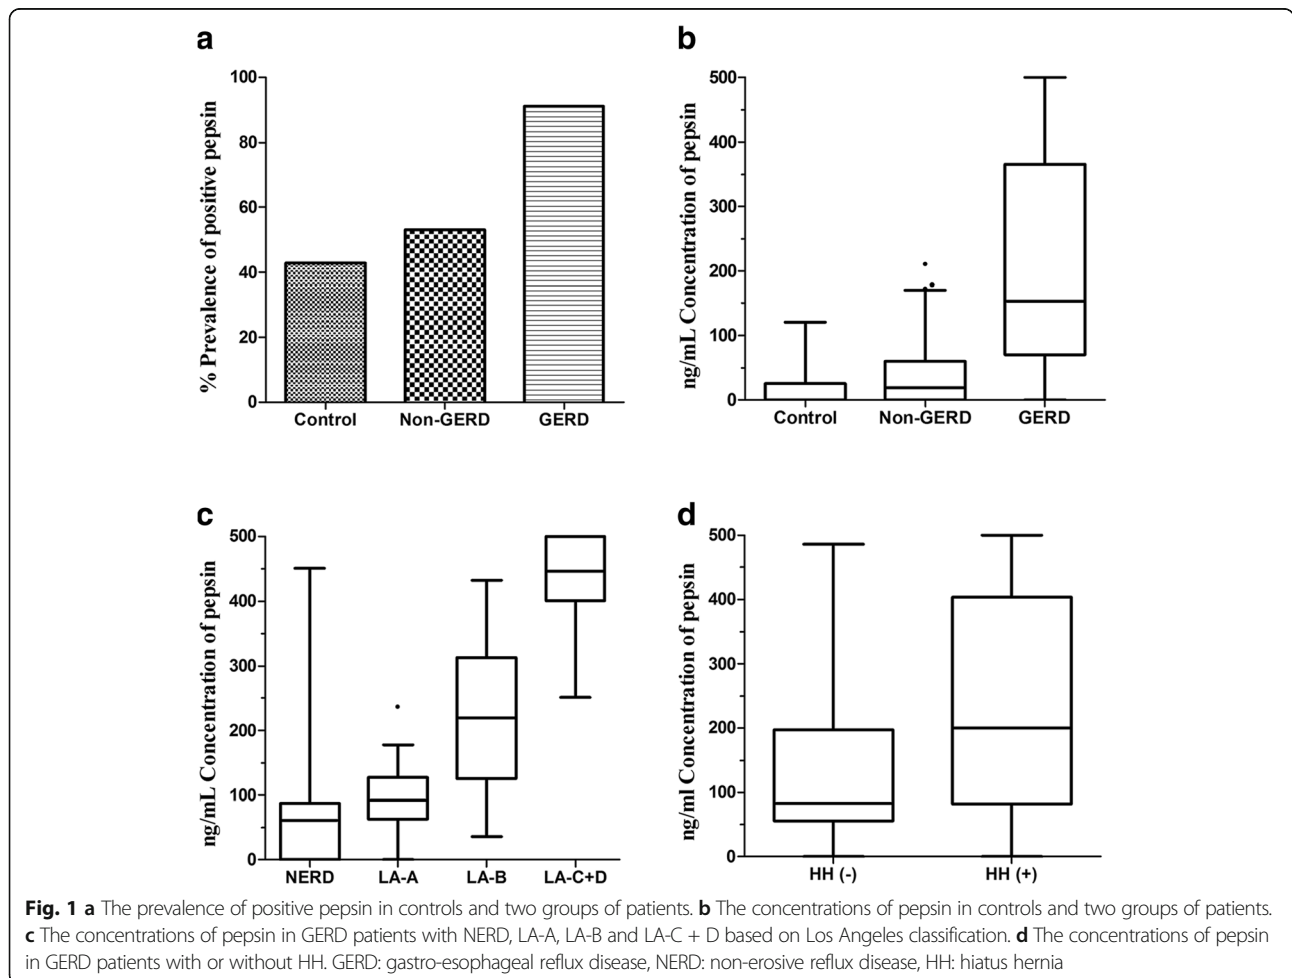 a
% Prevalence of positive pepsin
100
80
60
40
20
0
Control Non-GERD GERD
b
ng/mL Concentration of pepsin
500
400
300
200
100
0
Control Non-GERD GERD
c
ng/mL Concentration of pepsin
500
400
300
200
100
0
NERD LA-A LA-B LA-C+D
d
ng/ml Concentration of pepsin
500
400
300
200
100
0
HH (-) HH (+)
Fig. 1 a The prevalence of positive pepsin in controls and two groups of patients. b The concentrations of pepsin in controls and two groups of patients.
c The concentrations of pepsin in GERD patients with NERD, LA-A, LA-B and LA-C + D based on Los Angeles classification. d The concentrations of pepsin
in GERD patients with or without HH. GERD: gastro-esophageal reflux disease, NERD: non-erosive reflux disease, HH: hiatus hernia